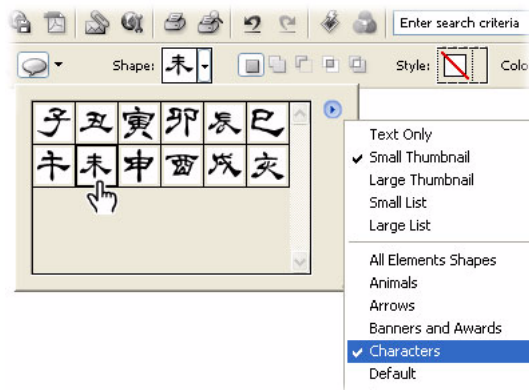 Enter search criteria
Shape: 未
Style:
Colo
子 丑 寅 卯 辰 巳
午 未 申 酉 戌 亥
Text Only
Small Thumbnail
Large Thumbnail
Small List
Large List
All Elements Shapes
Animals
Arrows
Banners and Awards
Characters
Default